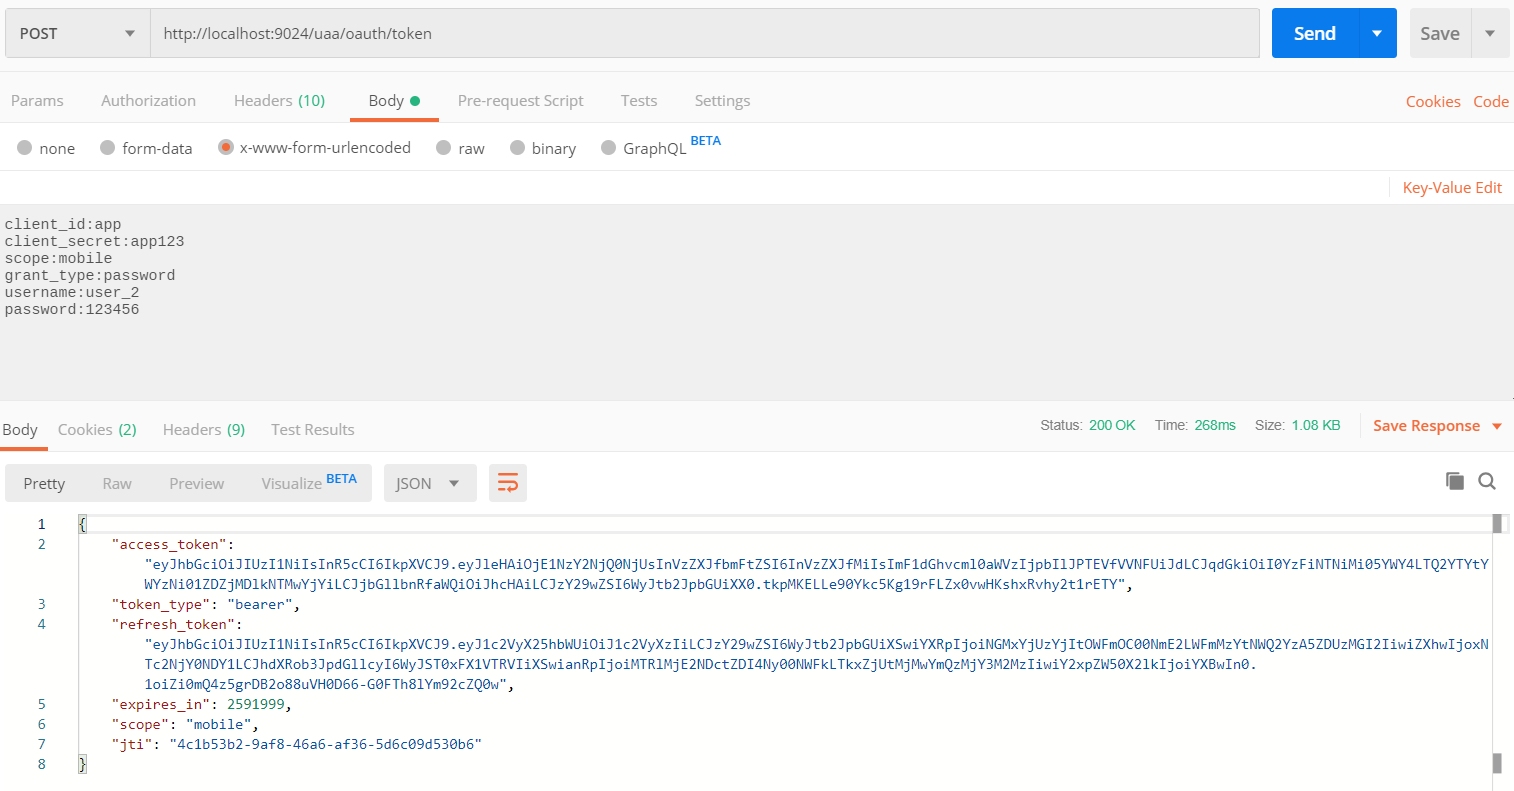 POST http://localhost:9024/uaa/oauth/token Send Save
Params Authorization Headers (10) Body Pre-request Script Tests Settings Cookies Code
none form-data x-www-form-urlencoded raw binary GraphQL BETA
Key-Value Edit
client_id:app
client_secret:app123
scope:mobile
grant_type:password
username:user_2
password:123456
Body Cookies (2) Headers (9) Test Results Status: 200 OK Time: 268ms Size: 1.08 KB Save Response
Pretty Raw Preview Visualize BETA JSON
1 {
2 "access_token":
"eyJhbGciOiJIUzI1NiIsInR5cCI6IkpXVCJ9.eyJleHAiOjE1NzY2NjQ0NjUsInVzZXJfbmFtZSI6InVzZXJfMiIsImF1dGhvcml0aWVzIjpbIlJPTEVfVVNFUiJdLCJqdGkiOiI0YzFiNTNiMi05YWY4LTQ2YTYtY
WYzNi01ZDZjMDlkNTMwYjYiLCJjbGllbnRfaWQiOiJhcHAiLCJzY29wZSI6WyJtb2JpbGUiXX0.tkpMKELLe90Ykc5Kg19rFLZx0vwHKshxRvhy2t1rETY",
3 "token_type": "bearer",
4 "refresh_token":
"eyJhbGciOiJIUzI1NiIsInR5cCI6IkpXVCJ9.eyJ1c2VyX25hbWUiOiJ1c2VyXzIiLCJzY29wZSI6WyJtb2JpbGUiXSwiYXRpIjoiNGMxYjUzYjItOWFmOC00NmE2LWFmMzYtNWQ2YzA5ZDUzMGI2IiwiZXhwIjoxN
Tc2NjY0NDY1LCJhdXRob3JpdGllcyI6WyJST0xFX1VTRVIiXSwianRpIjoiMTRlMjE2NDctZDI4Ny00NWFkLTkxZjUtMjMwYmQzMjY3M2MzIiwiY2xpZW50X2lkIjoiYXBwIn0.
1oiZi0mQ4z5grDB2o88uVH0D66-G0FTh8lYm92cZQ0w",
5 "expires_in": 2591999,
6 "scope": "mobile",
7 "jti": "4c1b53b2-9af8-46a6-af36-5d6c09d530b6"
8 }